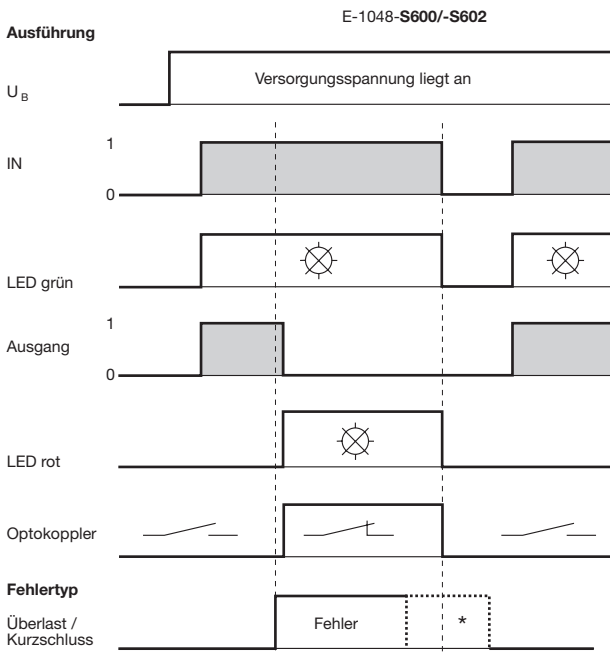 E-1048-S600/-S602
Ausführung
Versorgungsspannung liegt an
U B
1
IN
0
LED grün
1
Ausgang
0
LED rot
Optokoppler
Fehlertyp
Überlast / Fehler *
Kurzschluss